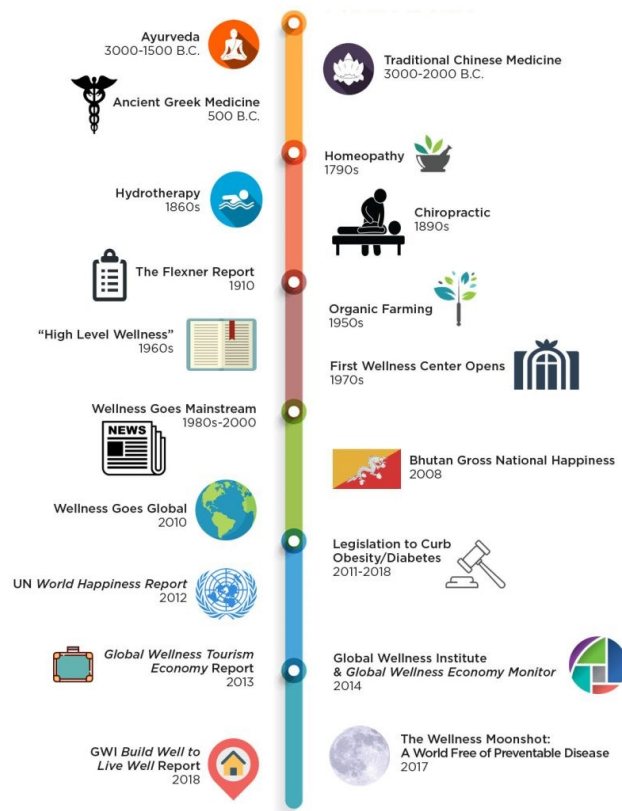 Ayurveda
3000-1500 B.C.
Traditional Chinese Medicine
3000-2000 B.C.
Ancient Greek Medicine
500 B.C.
Homeopathy
1790s
Hydrotherapy
1860s
Chiropractic
1890s
The Flexner Report
1910
Organic Farming
1950s
“High Level Wellness”
1960s
First Wellness Center Opens
1970s
Wellness Goes Mainstream
1980s-2000
NEWS
Bhutan Gross National Happiness
2008
Wellness Goes Global
2010
Legislation to Curb
Obesity/Diabetes
2011-2018
UN World Happiness Report
2012
Global Wellness Tourism
Economy Report
2013
Global Wellness Institute
& Global Wellness Economy Monitor
2014
The Wellness Moonshot:
A World Free of Preventable Disease
2017
GWI Build Well to
Live Well Report
2018